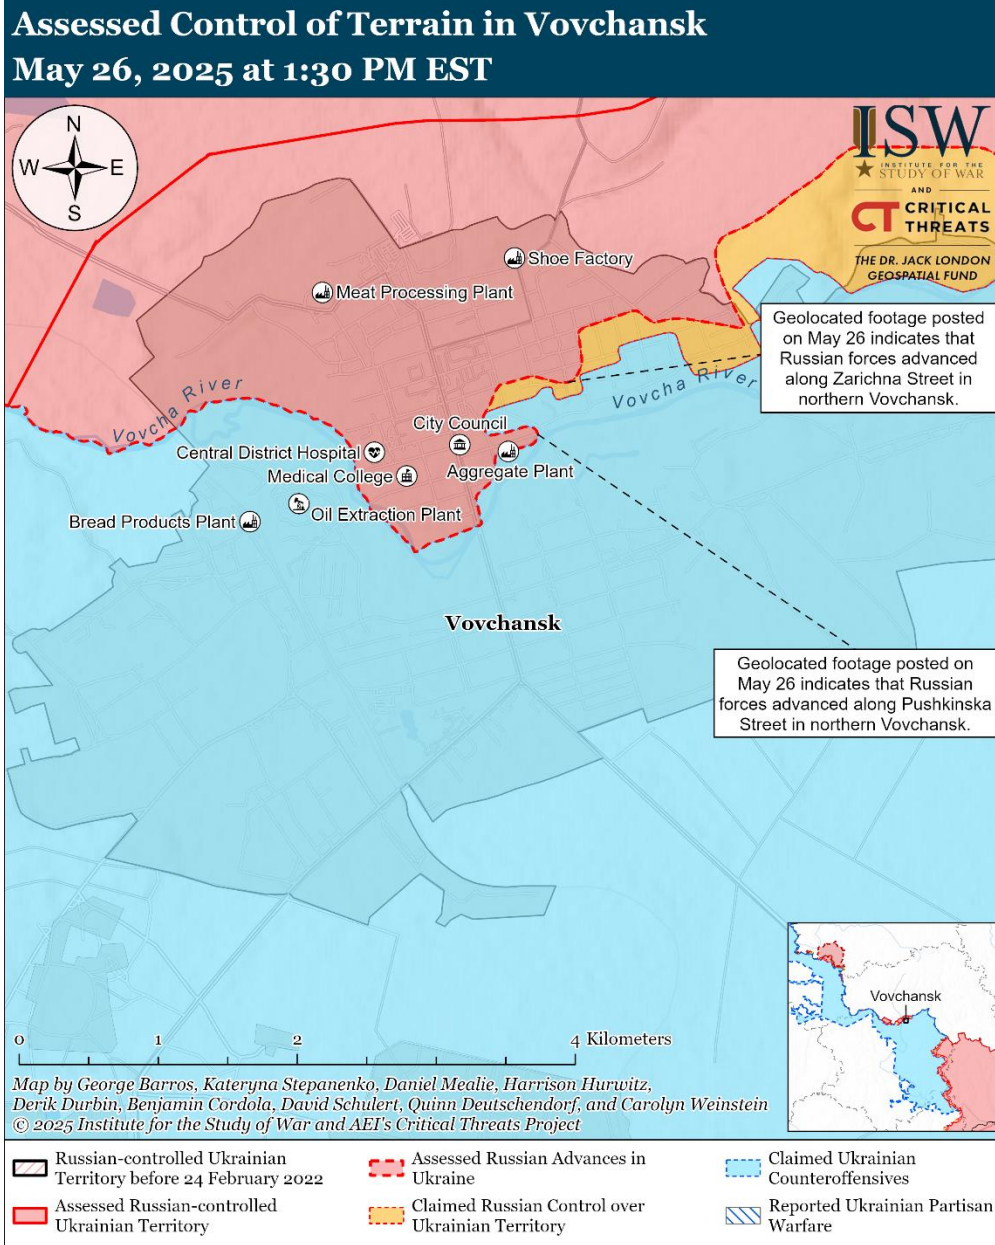 Assessed Control of Terrain in Vovchansk
May 26, 2025 at 1:30 PM EST
N
W
E
S
ISW
INSTITUTE FOR THE
STUDY OF WAR
AND
CT CRITICAL
THREATS
THE DR. JACK LONDON
GEOSPATIAL FUND
Shoe Factory
Meat Processing Plant
Geolocated footage posted
on May 26 indicates that
Russian forces advanced
along Zarichna Street in
northern Vovchansk.
Vovcha River
Vovcha River
City Council
Central District Hospital
Aggregate Plant
Medical College
Oil Extraction Plant
Bread Products Plant
Vovchansk
Geolocated footage posted on
May 26 indicates that Russian
forces advanced along Pushkinska
Street in northern Vovchansk.
Vovchansk
0 1 2 4 Kilometers
Map by George Barros, Kateryna Stepanenko, Daniel Mealie, Harrison Hurwitz,
Derik Durbin, Benjamin Cordola, David Schulert, Quinn Deutschendorf, and Carolyn Weinstein
© 2025 Institute for the Study of War and AEI's Critical Threats Project
Russian-controlled Ukrainian
Territory before 24 February 2022
Assessed Russian-controlled
Ukrainian Territory
Assessed Russian Advances in
Ukraine
Claimed Russian Control over
Ukrainian Territory
Claimed Ukrainian
Counteroffensives
Reported Ukrainian Partisan
Warfare